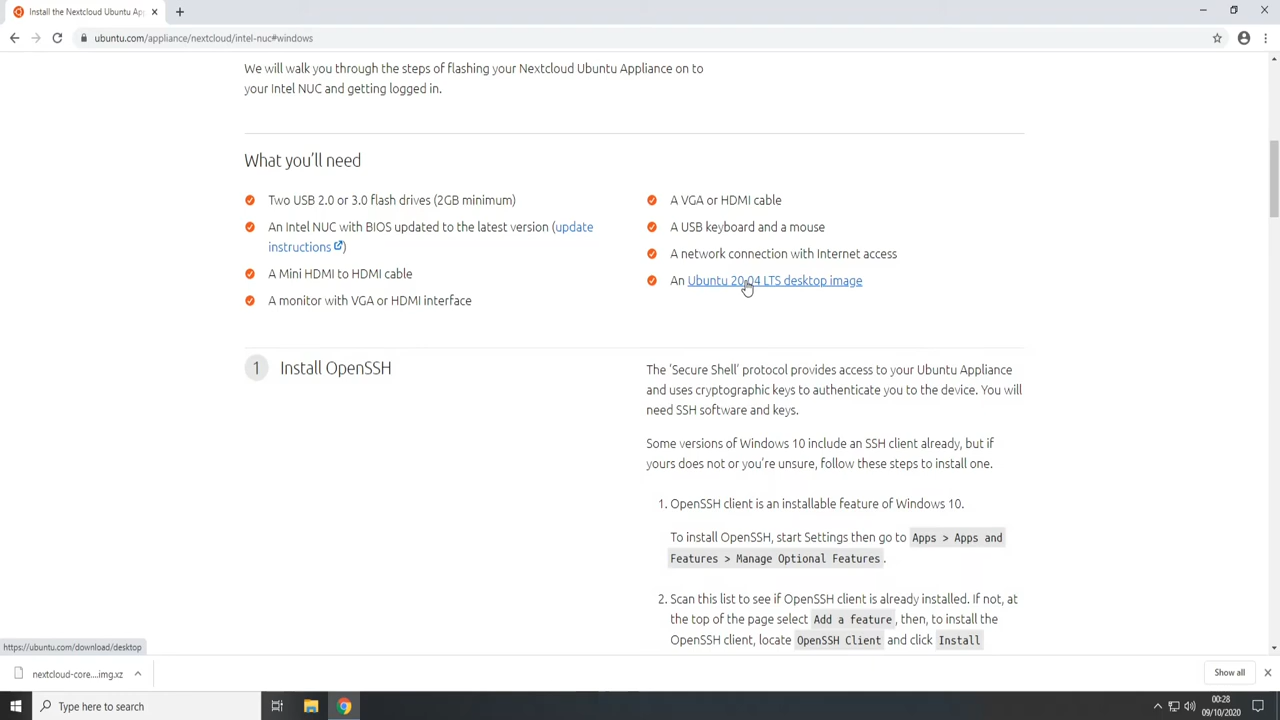 Install the Nextcloud Ubuntu Ap
ubuntu.com/appliance/nextcloud/intel-nuc#windows
We will walk you through the steps of flashing your Nextcloud Ubuntu Appliance on to
your Intel NUC and getting logged in.
What you'll need
Two USB 2.0 or 3.0 flash drives (2GB minimum)
An Intel NUC with BIOS updated to the latest version (update
instructions)
A Mini HDMI to HDMI cable
A monitor with VGA or HDMI interface
A VGA or HDMI cable
A USB keyboard and a mouse
A network connection with Internet access
An Ubuntu 20.04 LTS desktop image
1 Install OpenSSH
The 'Secure Shell' protocol provides access to your Ubuntu Appliance
and uses cryptographic keys to authenticate you to the device. You will
need SSH software and keys.
Some versions of Windows 10 include an SSH client already, but if
yours does not or you're unsure, follow these steps to install one.
1. OpenSSH client is an installable feature of Windows 10.
To install OpenSSH, start Settings then go to Apps > Apps and
Features > Manage Optional Features.
2. Scan this list to see if OpenSSH client is already installed. If not, at
the top of the page select Add a feature, then, to install the
OpenSSH client, locate OpenSSH Client and click Install
https://ubuntu.com/download/desktop
nextcloud-core....img.xz
Show all
Type here to search
00:28
09/10/2020